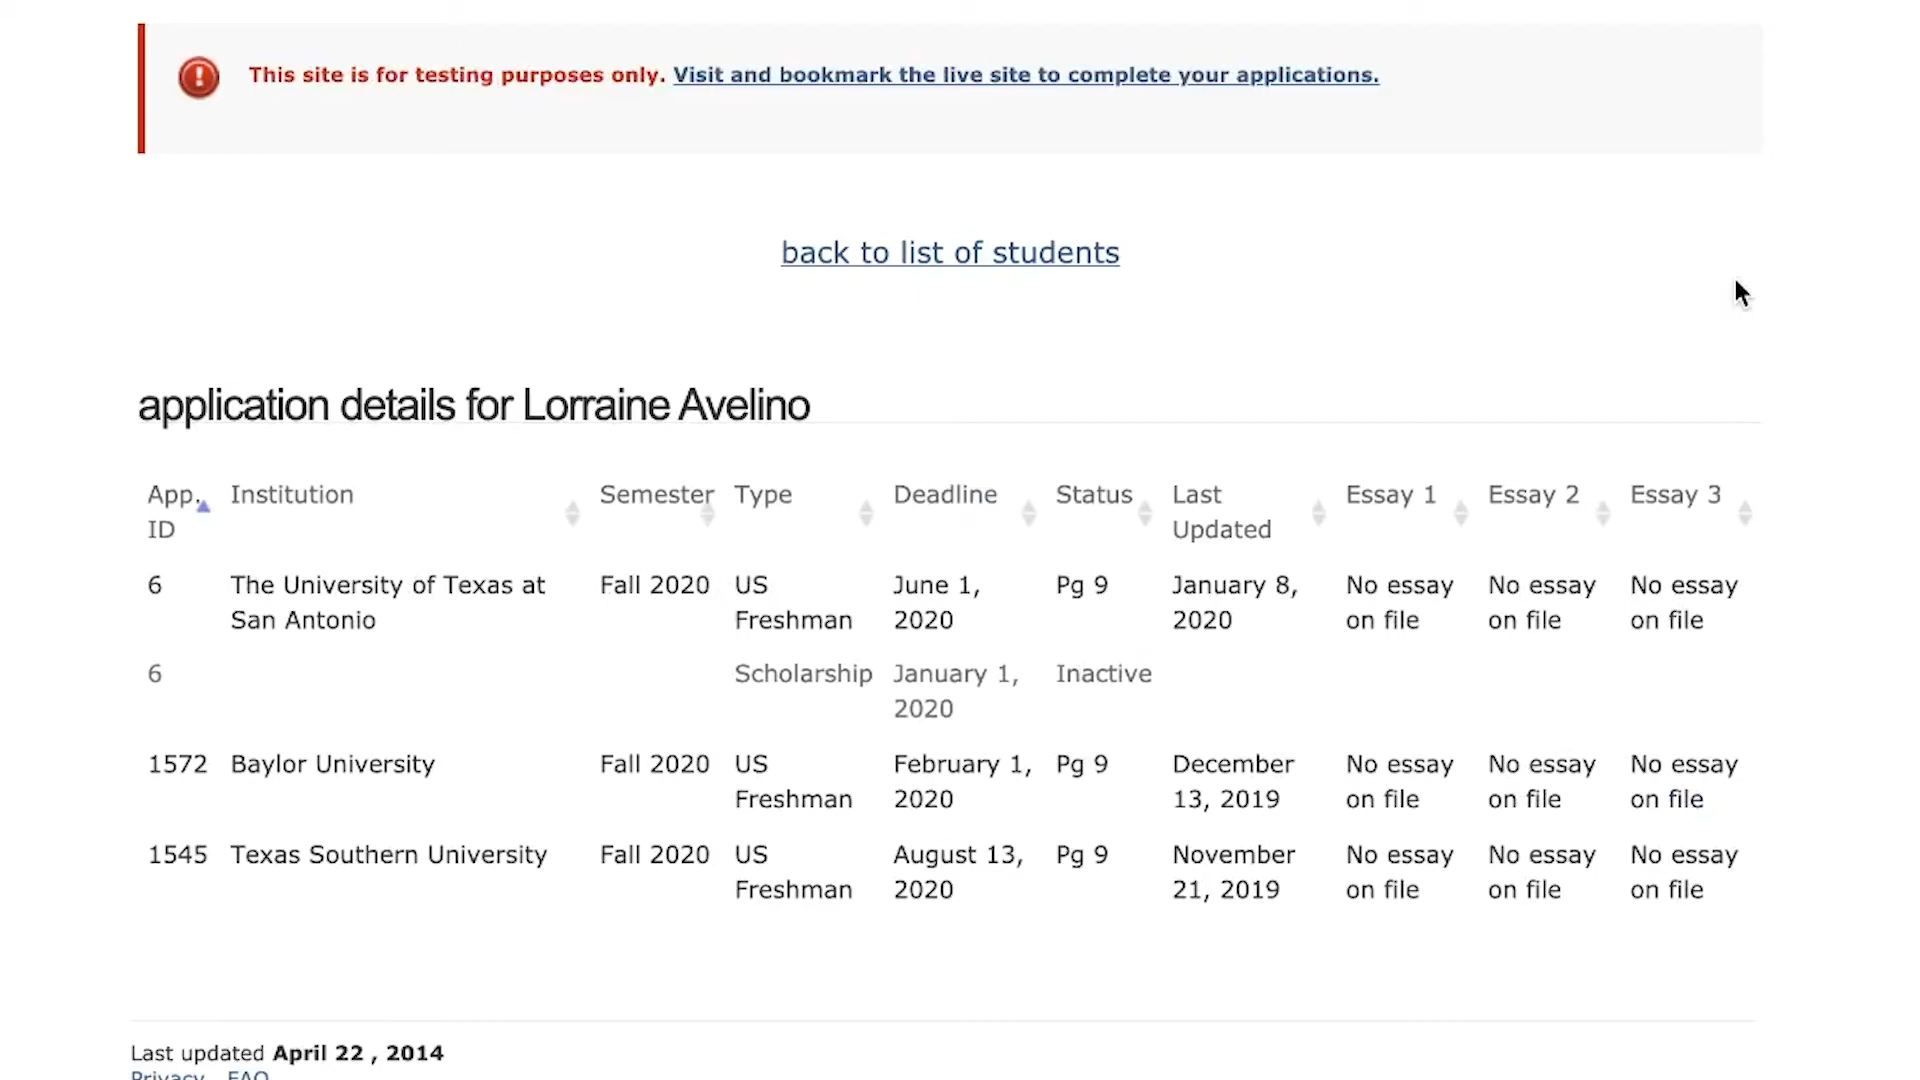 This site is for testing purposes only. Visit and bookmark the live site to complete your applications.
back to list of students
application details for Lorraine Avelino
App. ID Institution Semester Type Deadline Status Last Updated Essay 1 Essay 2 Essay 3
6 The University of Texas at San Antonio Fall 2020 US Freshman June 1, 2020 Pg 9 January 8, 2020 No essay on file No essay on file No essay on file
6 Scholarship January 1, 2020 Inactive
1572 Baylor University Fall 2020 US Freshman February 1, 2020 Pg 9 December 13, 2019 No essay on file No essay on file No essay on file
1545 Texas Southern University Fall 2020 US Freshman August 13, 2020 Pg 9 November 21, 2019 No essay on file No essay on file No essay on file
Last updated April 22 , 2014
Privacy FAQ